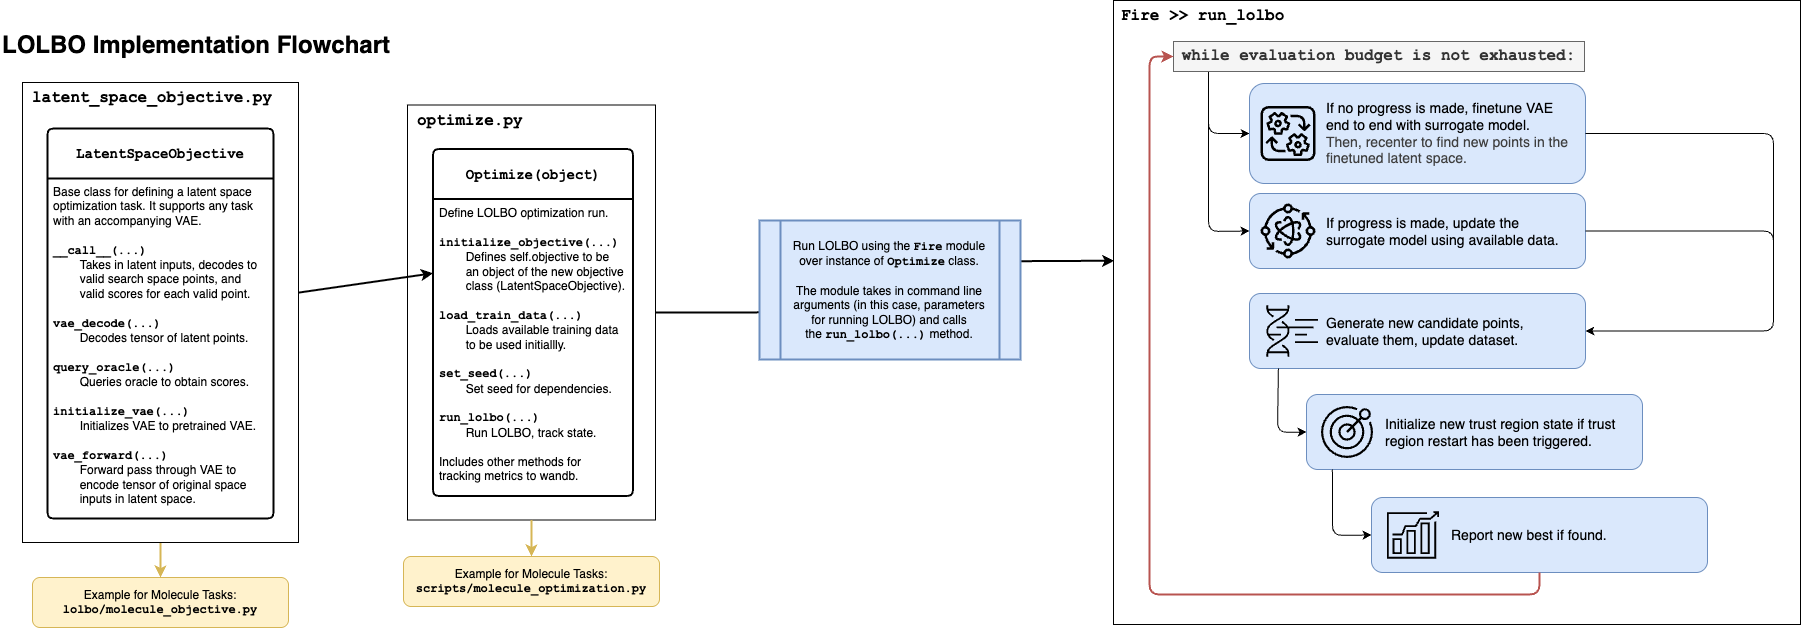 LOLBO Implementation Flowchart
latent_space_objective.py
LatentSpaceObjective
Base class for defining a latent space
optimization task. It supports any task
with an accompanying VAE.
__call__(...)
Takes in latent inputs, decodes to
valid search space points, and
valid scores for each valid point.
vae_decode(...)
Decodes tensor of latent points.
query_oracle(...)
Queries oracle to obtain scores.
initialize_vae(...)
Initializes VAE to pretrained VAE.
vae_forward(...)
Forward pass through VAE to
encode tensor of original space
inputs in latent space.
Example for Molecule Tasks:
lolbo/molecule_objective.py
optimize.py
Optimize(object)
Define LOLBO optimization run.
initialize_objective(...)
Defines self.objective to be
an object of the new objective
class (LatentSpaceObjective).
load_train_data(...)
Loads available training data
to be used initiallly.
set_seed(...)
Set seed for dependencies.
run_lolbo(...)
Run LOLBO, track state.
Includes other methods for
tracking metrics to wandb.
Example for Molecule Tasks:
scripts/molecule_optimization.py
Run LOLBO using the Fire module
over instance of Optimize class.
The module takes in command line
arguments (in this case, parameters
for running LOLBO) and calls
the run_lolbo(...) method.
Fire >> run_lolbo
while evaluation budget is not exhausted:
If no progress is made, finetune VAE
end to end with surrogate model.
Then, recenter to find new points in the
finetuned latent space.
If progress is made, update the
surrogate model using available data.
Generate new candidate points,
evaluate them, update dataset.
Initialize new trust region state if trust
region restart has been triggered.
Report new best if found.